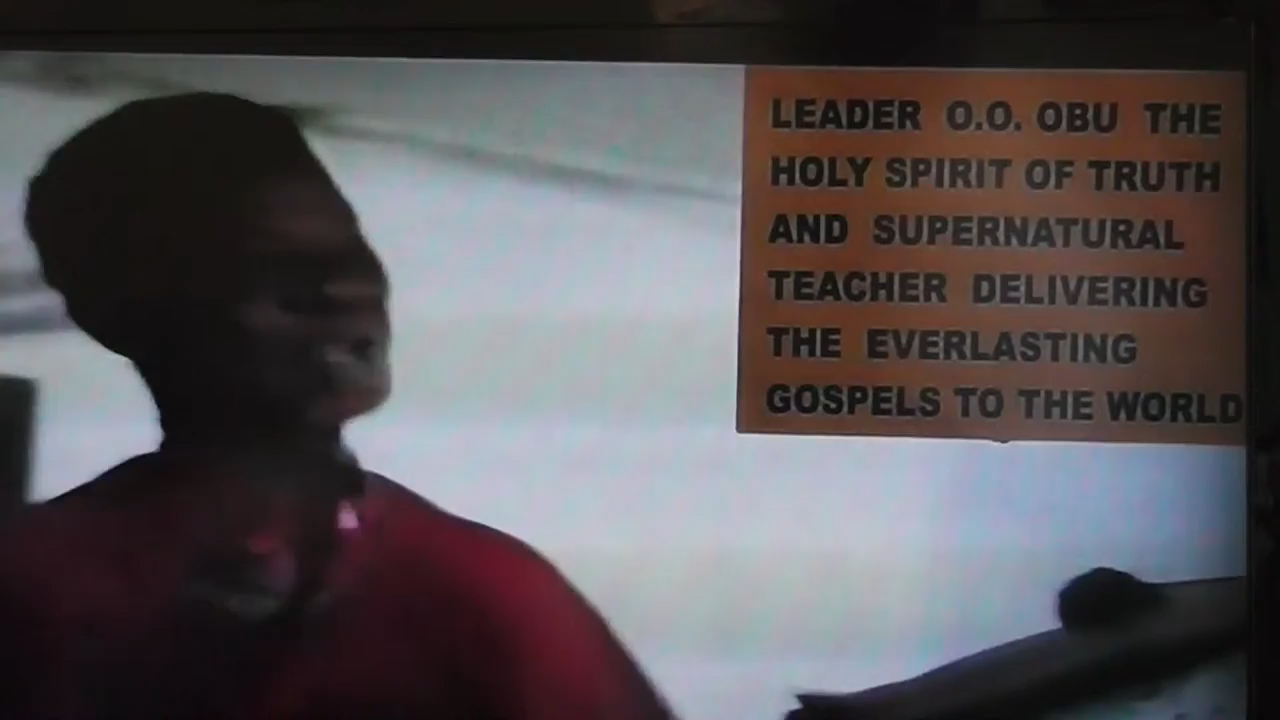 LEADER O.O. OBU THE
HOLY SPIRIT OF TRUTH
AND SUPERNATURAL
TEACHER DELIVERING
THE EVERLASTING
GOSPELS TO THE WORLD